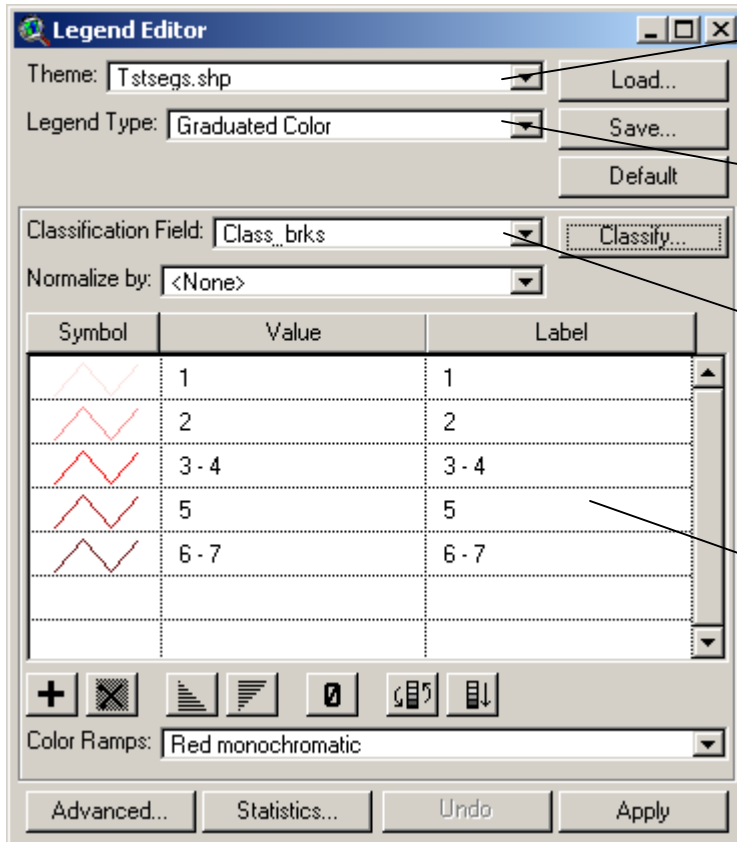 Legend Editor
Theme: Tstsegs.shp
Load...
Legend Type: Graduated Color
Save...
Default
Classification Field: Class_brks
Classify...
Normalize by: <None>
Symbol Value Label
1 1
2 2
3 - 4 3 - 4
5 5
6 - 7 6 - 7
0
Color Ramps: Red monochromatic
Advanced... Statistics... Undo Apply